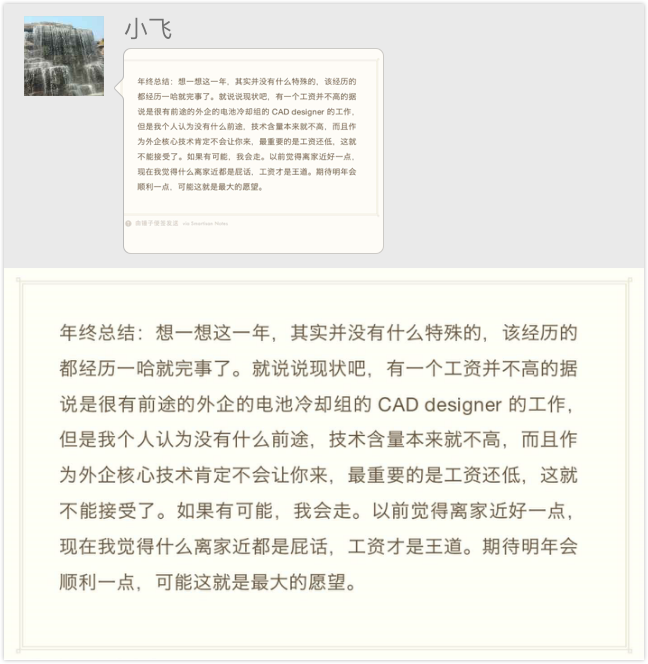 小飞
年终总结：想一想这一年，其实并没有什么特殊的，该经历的
都经历一哈就完事了。就说说现状吧，有一个工资并不高的据
说是很有前途的外企的电池冷却组的 CAD designer 的工作，
但是我个人认为没有什么前途，技术含量本来就不高，而且作
为外企核心技术肯定不会让你来，最重要的是工资还低，这就
不能接受了。如果有可能，我会走。以前觉得离家近好一点，
现在我觉得什么离家近都是屁话，工资才是王道。期待明年会
顺利一点，可能这就是最大的愿望。
由锤子便签发送 via Smartisan Notes
年终总结：想一想这一年，其实并没有什么特殊的，该经历的
都经历一哈就完事了。就说说现状吧，有一个工资并不高的据
说是很有前途的外企的电池冷却组的 CAD designer 的工作，
但是我个人认为没有什么前途，技术含量本来就不高，而且作
为外企核心技术肯定不会让你来，最重要的是工资还低，这就
不能接受了。如果有可能，我会走。以前觉得离家近好一点，
现在我觉得什么离家近都是屁话，工资才是王道。期待明年会
顺利一点，可能这就是最大的愿望。